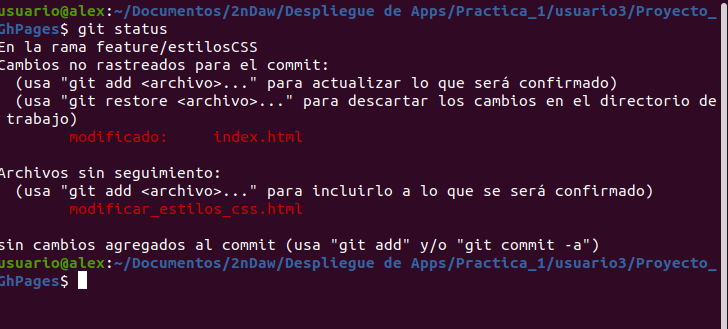 usuario@alex:~/Documentos/2nDaw/Despliegue de Apps/Practica_1/usuario3/Proyecto_
GhPages$ git status
En la rama feature/estilosCSS
Cambios no rastreados para el commit:
  (usa "git add <archivo>..." para actualizar lo que será confirmado)
  (usa "git restore <archivo>..." para descartar los cambios en el directorio de
 trabajo)
        modificado:     index.html

Archivos sin seguimiento:
  (usa "git add <archivo>..." para incluirlo a lo que se será confirmado)
        modificar_estilos_css.html

sin cambios agregados al commit (usa "git add" y/o "git commit -a")
usuario@alex:~/Documentos/2nDaw/Despliegue de Apps/Practica_1/usuario3/Proyecto_
GhPages$